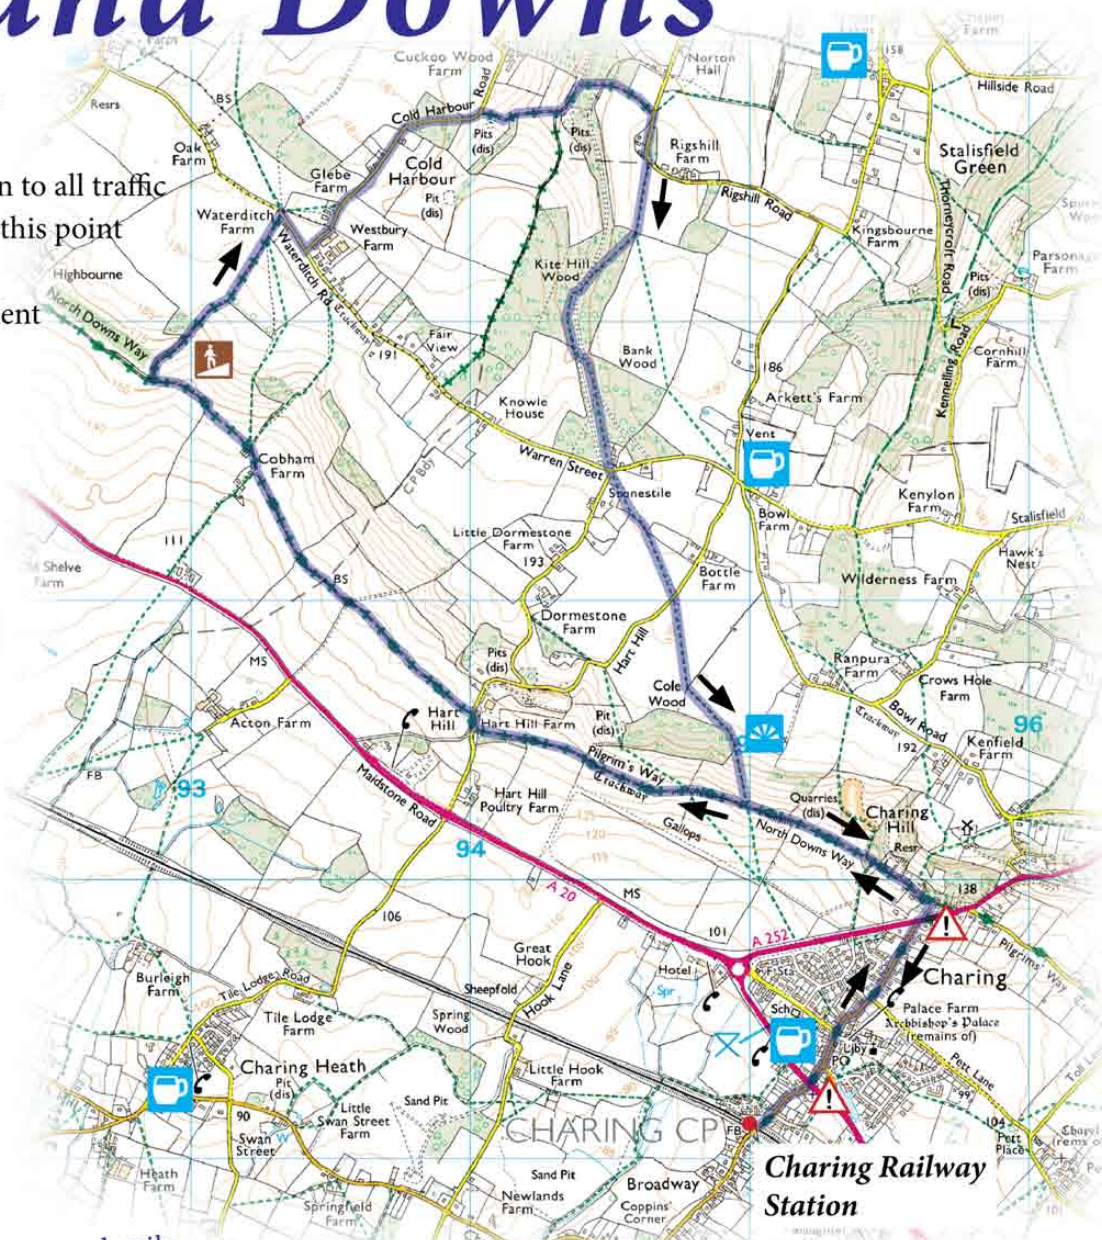 und Downs
Farm
Cuckoo Wood
Farm
Norton
Hall
158
Chapel
Farm
Hillside Road
Resrs
BS
Cold Harbour
Road
Pits
(dis)
Pits
(dis)
Oak
Farm
Rigshill
Farm
Stalisfield
Green
n to all traffic
this point
ent
Glebe
Farm
Cold
Harbour
Pit
(dis)
Rigshill Road
Waterditch
Farm
Westbury
Farm
Kingsbourne
Farm
Thorneycroft Road
Parsonage
Farm
Highbourne
North Downs Way
Waterditch Rd
Trackway
Kite Hill
Wood
Pits
(dis)
Fair
View
191
Bank
Wood
186
Cornhill
Farm
Kennelling Road
Knowle
House
Arkett's Farm
Vent
Cobham
Farm
C P Bdy
Warren Street
Stonestile
Kenylon
Farm
Bowl
Farm
Stalisfield
111
Little Dormestone
Farm
193
Hawk's
Nest
Shelve
Farm
BS
Bottle
Farm
Wilderness Farm
Dormestone
Farm
MS
Pits
(dis)
Hart Hill
Ranpura
Farm
Crows Hole
Farm
Cole
Wood
Acton Farm
Hart
Hill
Hart Hill Farm
Pit
(dis)
Trackway
Bowl Road
192
96
Kenfield
Farm
Pilgrim's Way
Trackway
FB
93
Maidstone Road
Hart Hill
Poultry Farm
Quarries
(dis)
Charing
Hill
125
120
Gallops
North Downs Way
Resr
94
115
138
A 20
MS
106
101
A 252
Pilgrims' Way
Great
Hook
Hotel
Charing
Burleigh
Farm
Tile Lodge Road
Sheepfold
Hook Lane
Spr
Sch
Palace Farm
Archbishop's Palace
(remains of)
Tile Lodge
Farm
Spring
Wood
Liby
PO
Charing Heath
Pit
(dis)
Little Hook
Farm
Pett Lane
99
Sand Pit
90
Little
Swan Street
Farm
CHARING CP
FB
104
Pett
Place
Swan
Street
W
Heath
Farm
Sand Pit
Broadway
Charing Railway
Station
Springfield
Farm
Newlands
Farm
Coppins
Corner